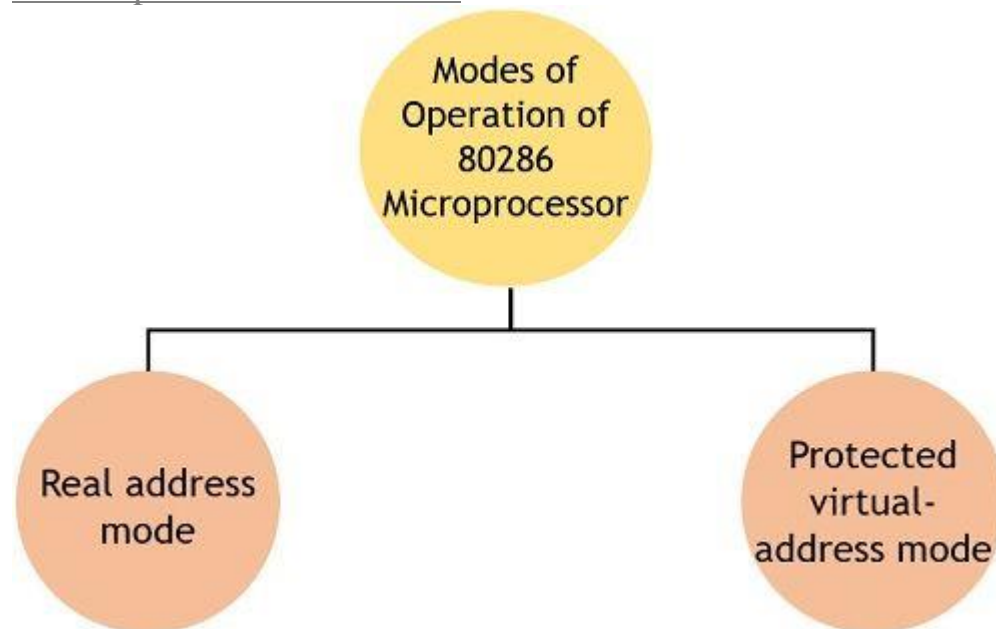 Modes of
Operation of
80286
Microprocessor
Real address
mode
Protected
virtual-
address mode